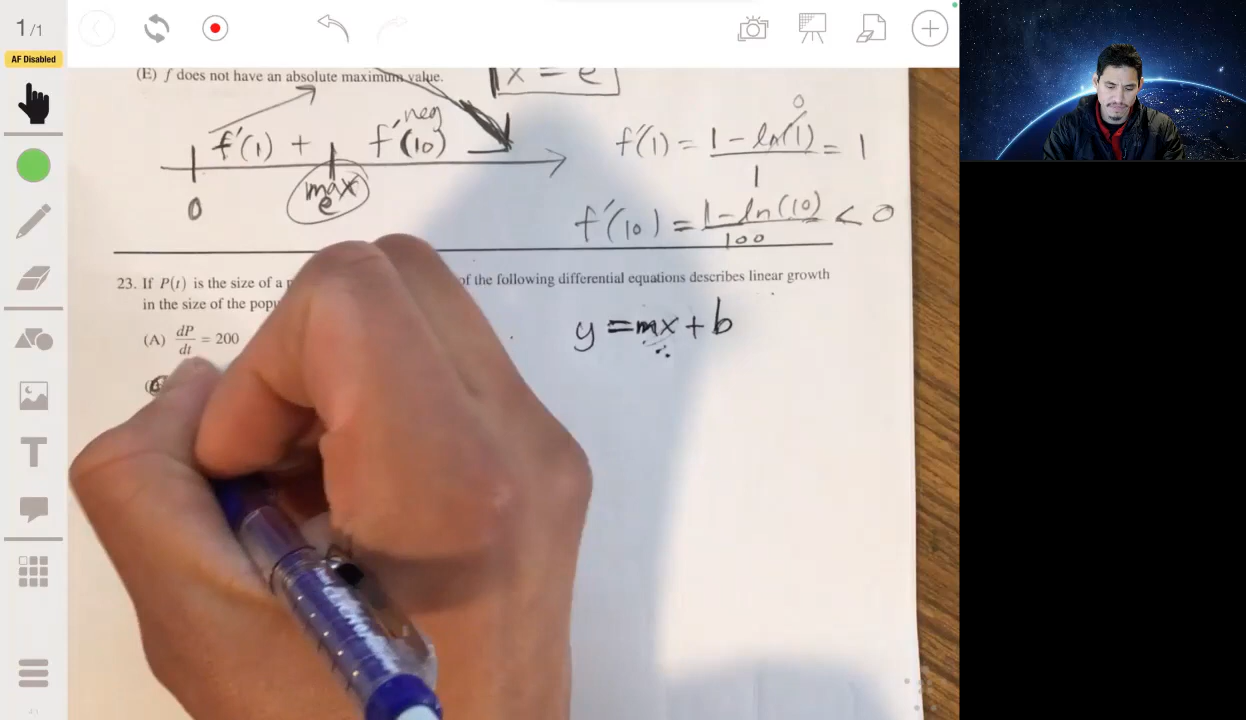 1/1
AF Disabled
(E) f does not have an absolute maximum value.
x = e
f'(1) + f'(10) neg
0 max e
f'(1) = 1 - ln(1) / 1 = 1
0
f'(10) = 1 - ln(10) / 100 < 0
23. If P(t) is the size of a of the following differential equations describes linear growth
in the size of the
(A) dP/dt = 200
y = mx + b
T